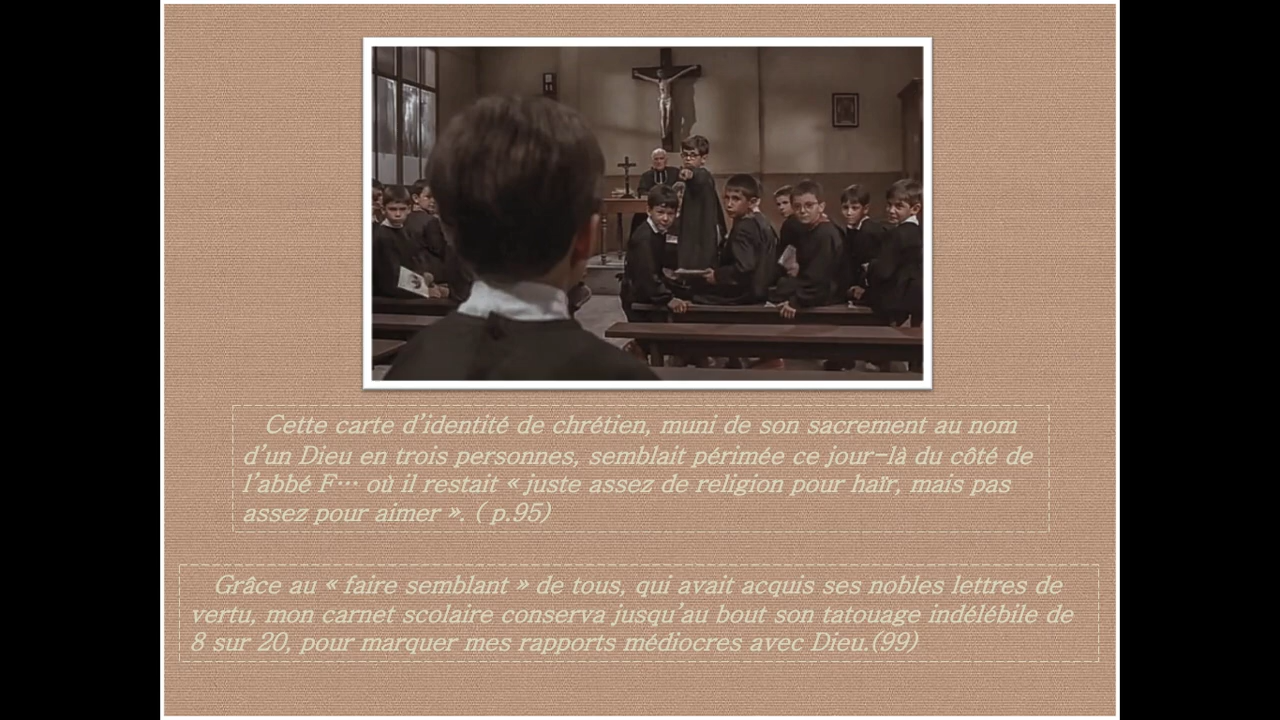 Cette carte d'identité de chrétien, muni de son sacrement au nom
d'un Dieu en trois personnes, semblait périmée ce jour-là du côté de
l'abbé F… où il restait « juste assez de religion pour haïr, mais pas
assez pour aimer ». ( p.95)
Grâce au « faire semblant » de tous, qui avait acquis ses nobles lettres de
vertu, mon carnet scolaire conserva jusqu'au bout son tatouage indélébile de
8 sur 20, pour marquer mes rapports médiocres avec Dieu.(99)